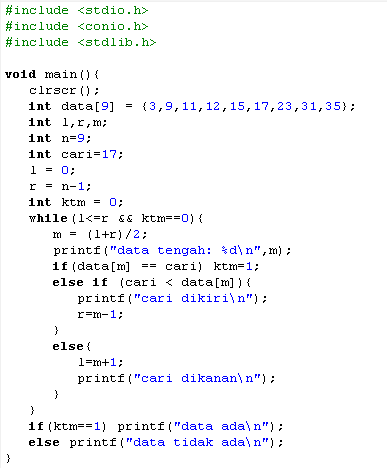 #include <stdio.h>
#include <conio.h>
#include <stdlib.h>
void main(){
clrscr();
int data[9] = {3,9,11,12,15,17,23,31,35};
int l,r,m;
int n=9;
int cari=17;
l = 0;
r = n-1;
int ktm = 0;
while(l<=r && ktm==0){
m = (l+r)/2;
printf("data tengah: %d\n",m);
if(data[m] == cari) ktm=1;
else if (cari < data[m]){
printf("cari dikiri\n");
r=m-1;
}
else{
l=m+1;
printf("cari dikanan\n");
}
}
if(ktm==1) printf("data ada\n");
else printf("data tidak ada\n");
}